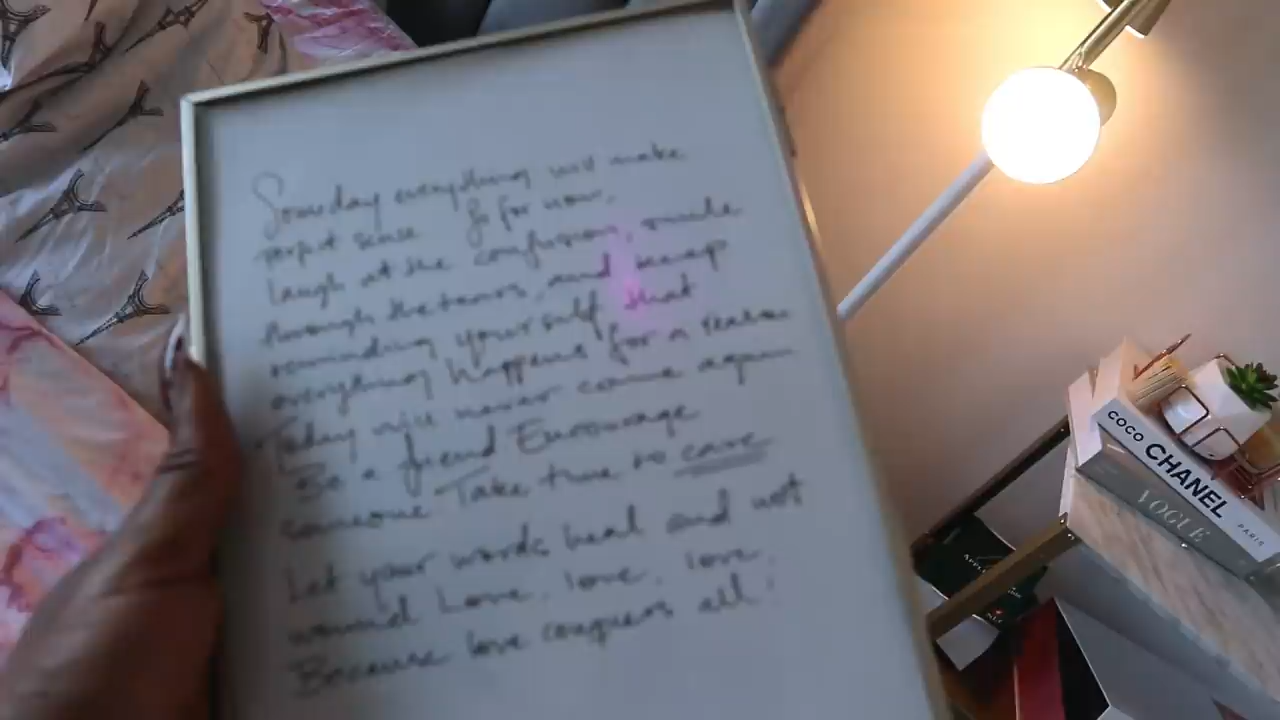 Someday everything will make
perfect sense. So for now,
laugh at the confusion, smile
through the tears, and keep
reminding yourself that
everything happens for a reason
Today will never come again
Be a friend Encourage
someone Take time to care
Let your words heal and not
wound Love, love, love,
Because love conquers all!
COCO
CHANEL
PARIS
VOGUE